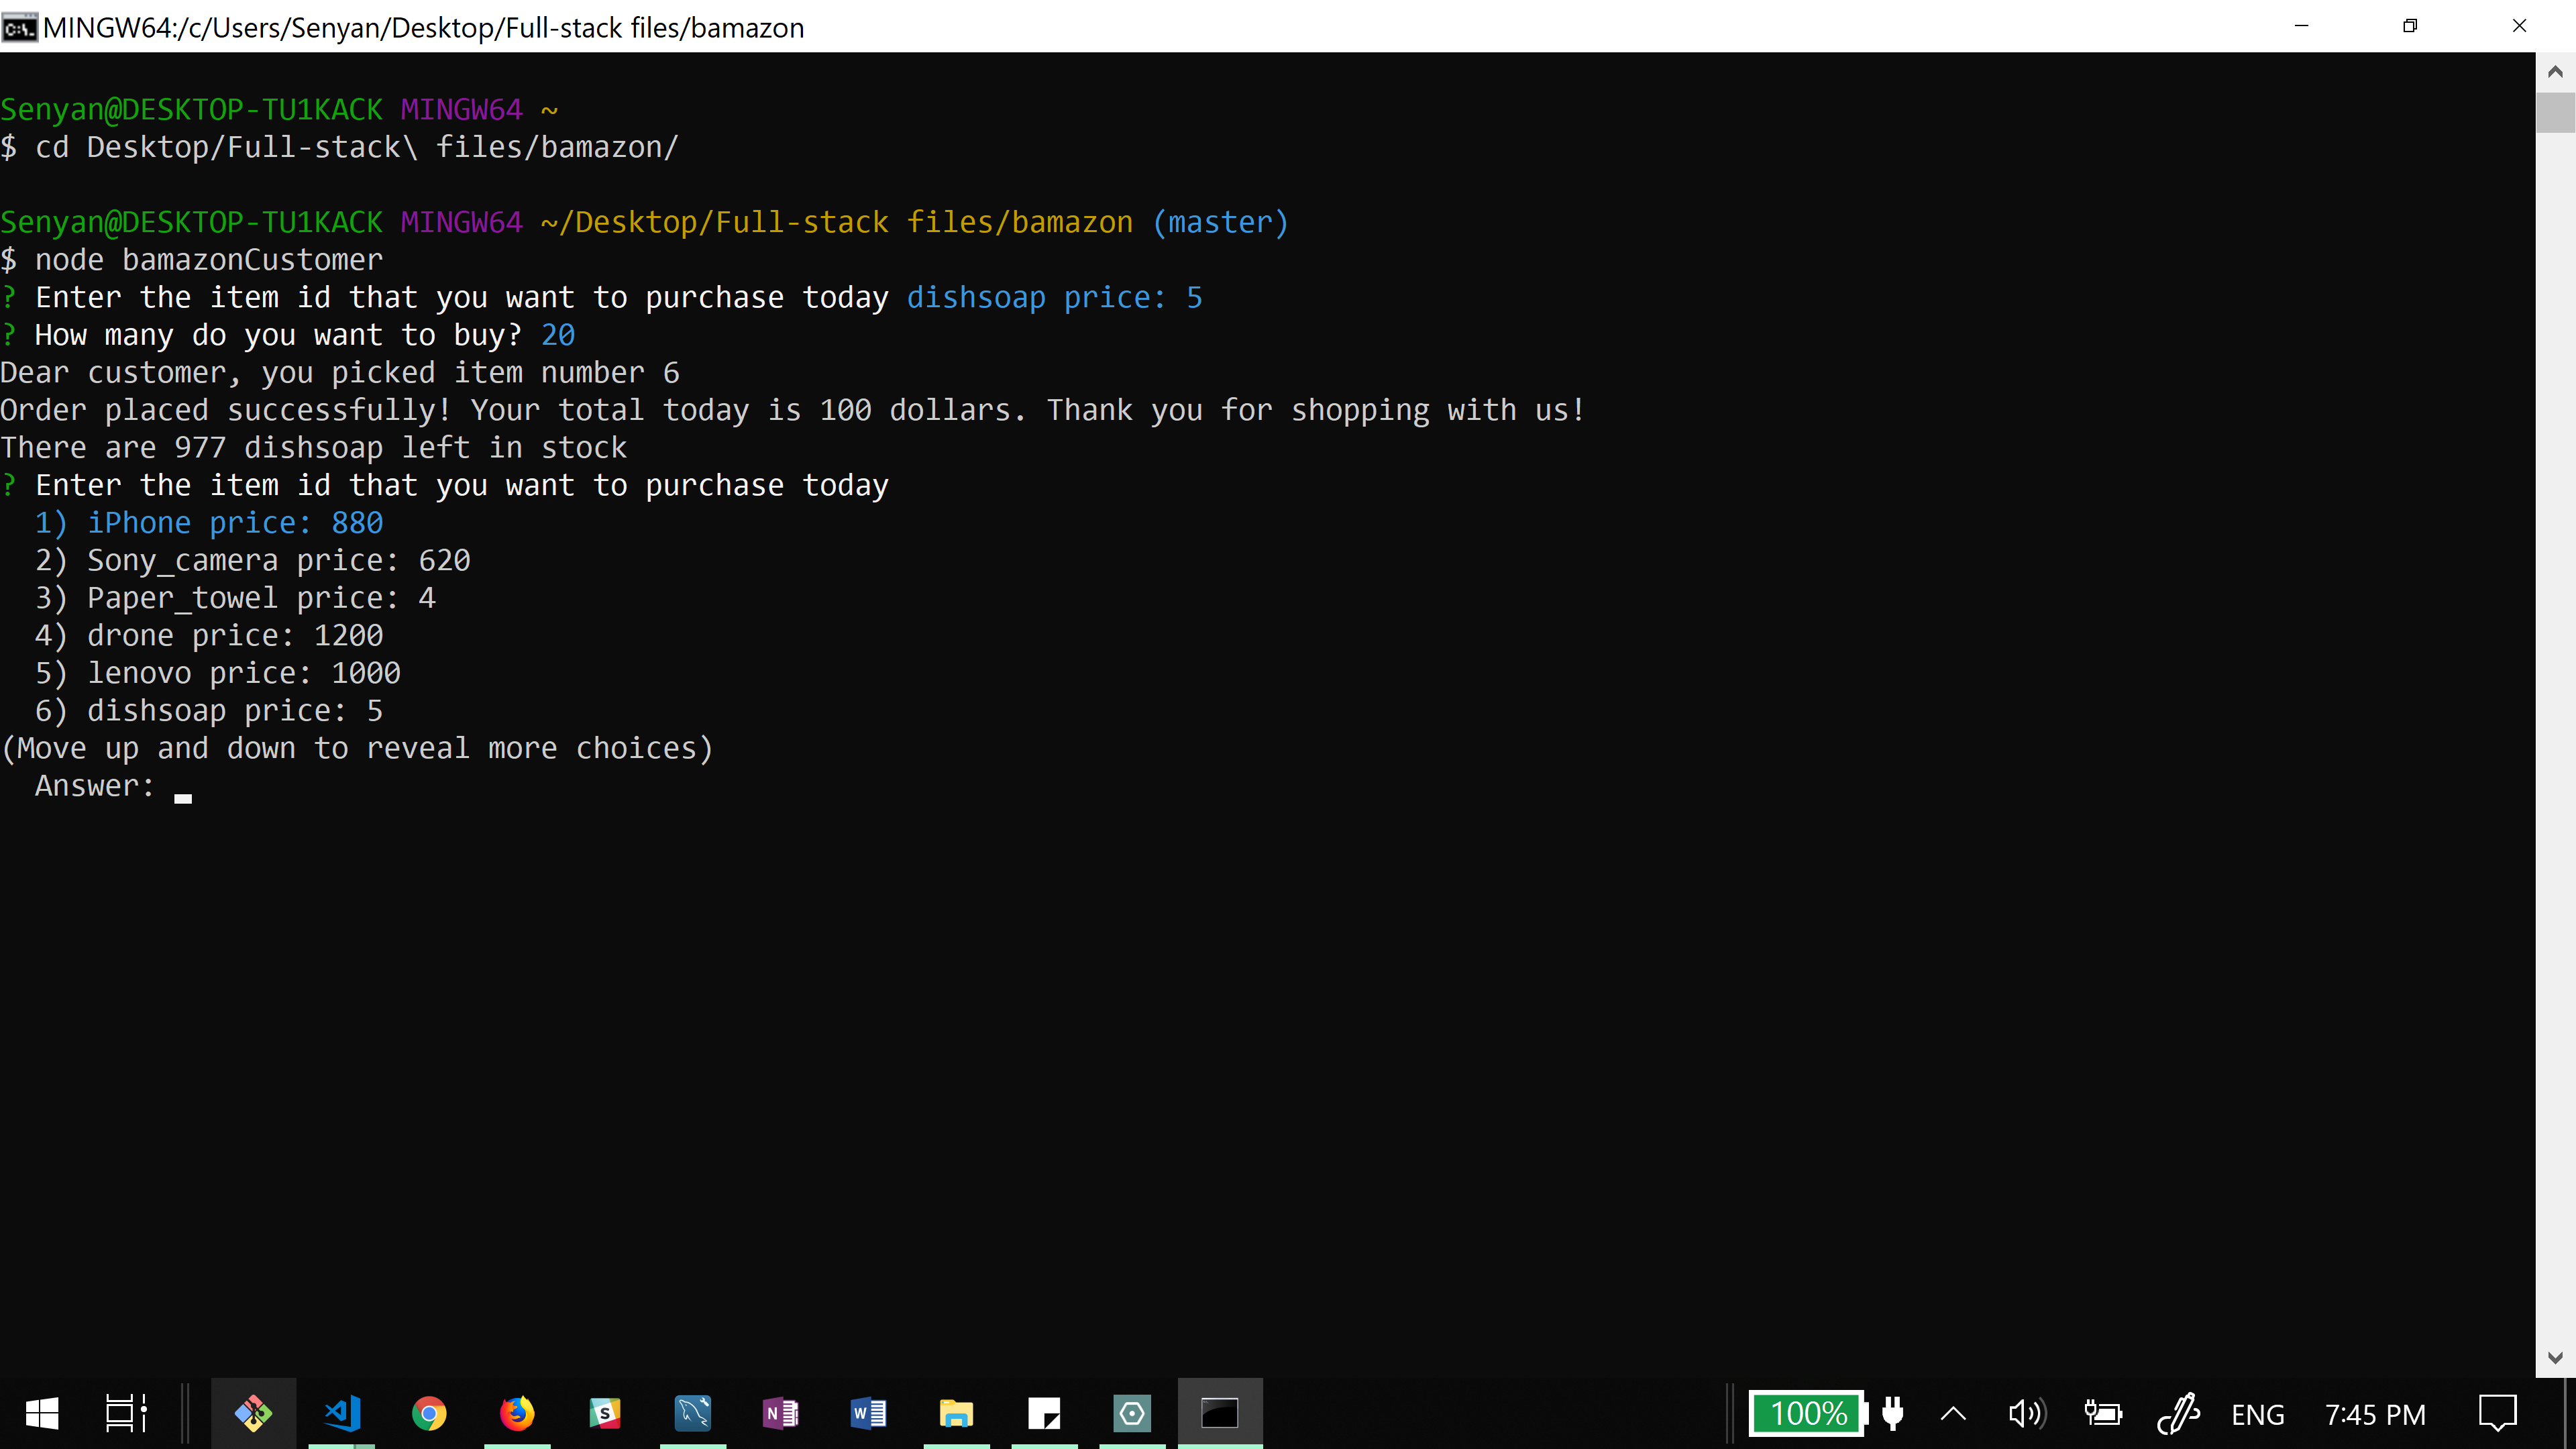 MINGW64:/c/Users/Senyan/Desktop/Full-stack files/bamazon
Senyan@DESKTOP-TU1KACK MINGW64 ~
$ cd Desktop/Full-stack\ files/bamazon/
Senyan@DESKTOP-TU1KACK MINGW64 ~/Desktop/Full-stack files/bamazon (master)
$ node bamazonCustomer
? Enter the item id that you want to purchase today dishsoap price: 5
? How many do you want to buy? 20
Dear customer, you picked item number 6
Order placed successfully! Your total today is 100 dollars. Thank you for shopping with us!
There are 977 dishsoap left in stock
? Enter the item id that you want to purchase today
1) iPhone price: 880
2) Sony_camera price: 620
3) Paper_towel price: 4
4) drone price: 1200
5) lenovo price: 1000
6) dishsoap price: 5
(Move up and down to reveal more choices)
Answer:
100% ENG 7:45 PM